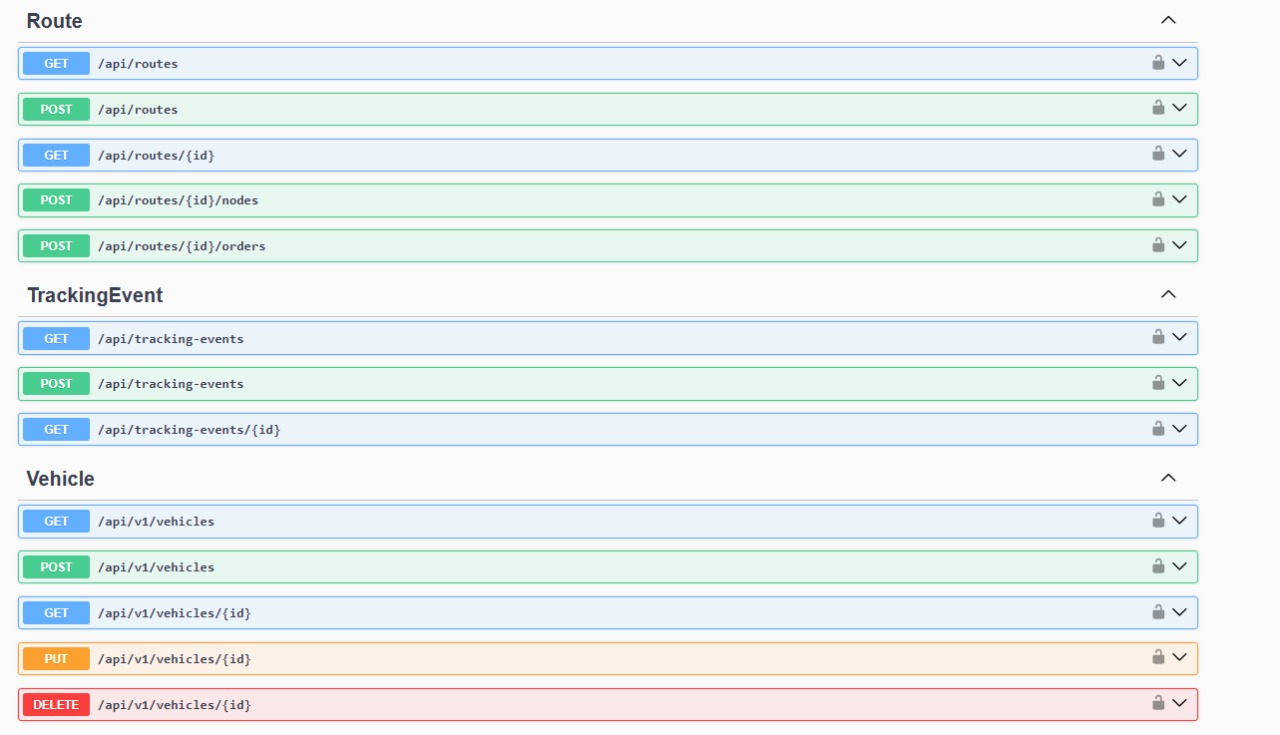 Route
GET /api/routes
POST /api/routes
GET /api/routes/{id}
POST /api/routes/{id}/nodes
POST /api/routes/{id}/orders
TrackingEvent
GET /api/tracking-events
POST /api/tracking-events
GET /api/tracking-events/{id}
Vehicle
GET /api/v1/vehicles
POST /api/v1/vehicles
GET /api/v1/vehicles/{id}
PUT /api/v1/vehicles/{id}
DELETE /api/v1/vehicles/{id}